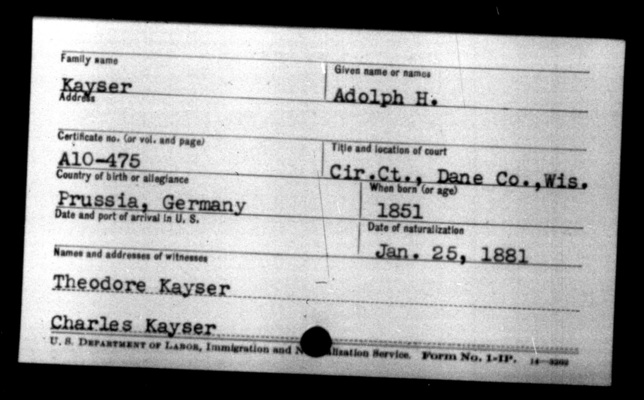 Family name Given name or names
Kayser Adolph H.
Address
Certificate no. (or vol. and page) Title and location of court
A10-475 Cir.Ct., Dane Co.,Wis.
Country of birth or allegiance When born (or age)
Prussia, Germany 1851
Date and port of arrival in U. S. Date of naturalization
Jan. 25, 1881
Names and addresses of witnesses
Theodore Kayser
Charles Kayser
U. S. Department of Labor, Immigration and Service. Form No. 1-IP.